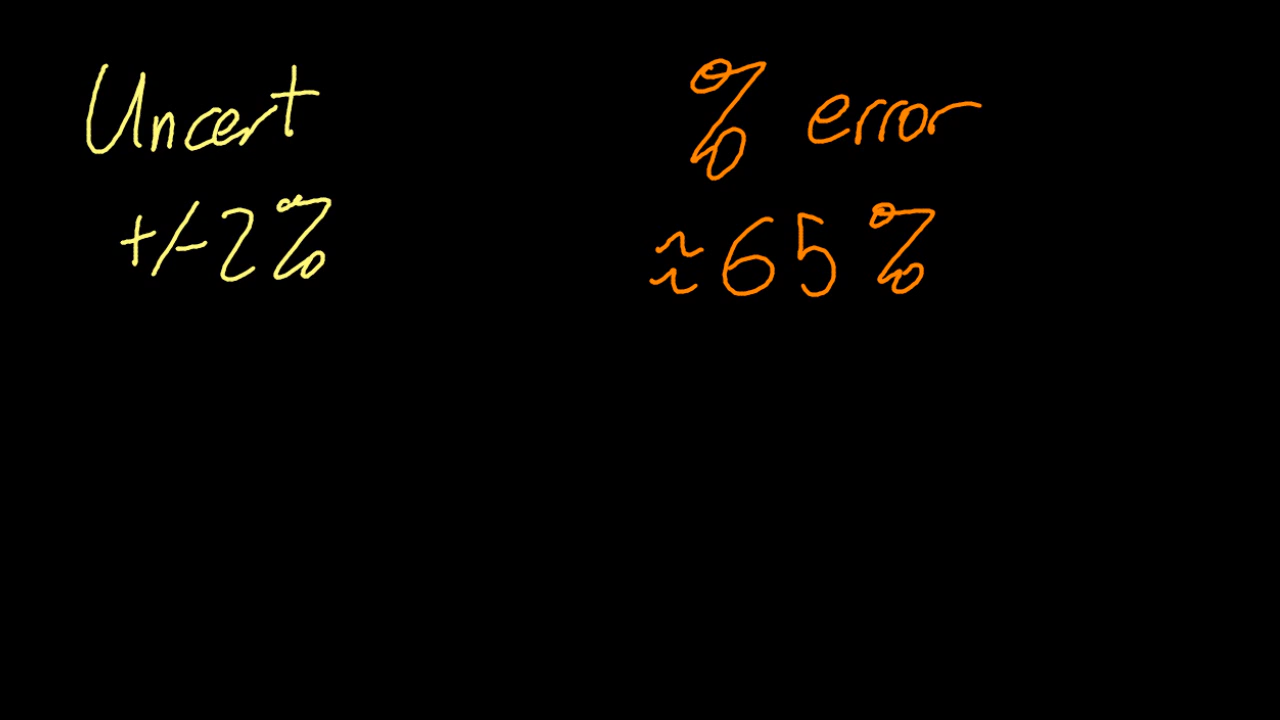 Uncert
% error
+/-2%
≈65%